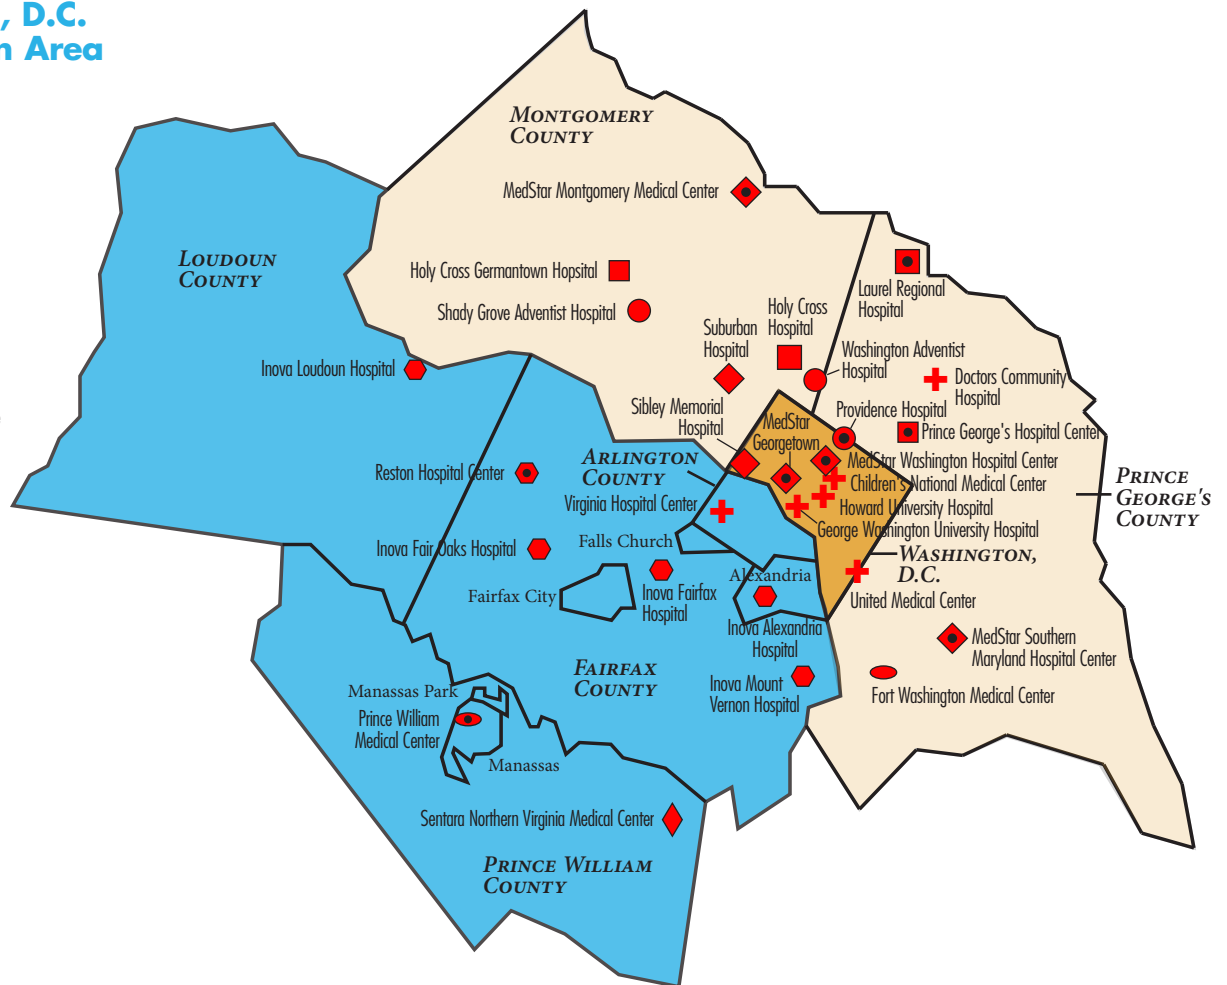 , D.C.
n Area
MONTGOMERY
COUNTY
MedStar Montgomery Medical Center
LOUDOUN
COUNTY
Holy Cross Germantown Hopsital
Shady Grove Adventist Hospital
Laurel Regional
Hospital
Holy Cross
Hospital
Suburban
Hospital
Washington Adventist
Hospital
Inova Loudoun Hospital
Doctors Community
Hospital
Sibley Memorial
Hospital
MedStar
Georgetown
Providence Hospital
Prince George's Hospital Center
ARLINGTON
COUNTY
MedStar Washington Hospital Center
Reston Hospital Center
Children's National Medical Center
PRINCE
GEORGE'S
COUNTY
Virginia Hospital Center
Howard University Hospital
George Washington University Hospital
Falls Church
Inova Fair Oaks Hospital
WASHINGTON,
D.C.
Alexandria
Fairfax City
Inova Fairfax
Hospital
United Medical Center
Inova Alexandria
Hospital
MedStar Southern
Maryland Hospital Center
FAIRFAX
COUNTY
Inova Mount
Vernon Hospital
Fort Washington Medical Center
Manassas Park
Prince William
Medical Center
Manassas
Sentara Northern Virginia Medical Center
PRINCE WILLIAM
COUNTY